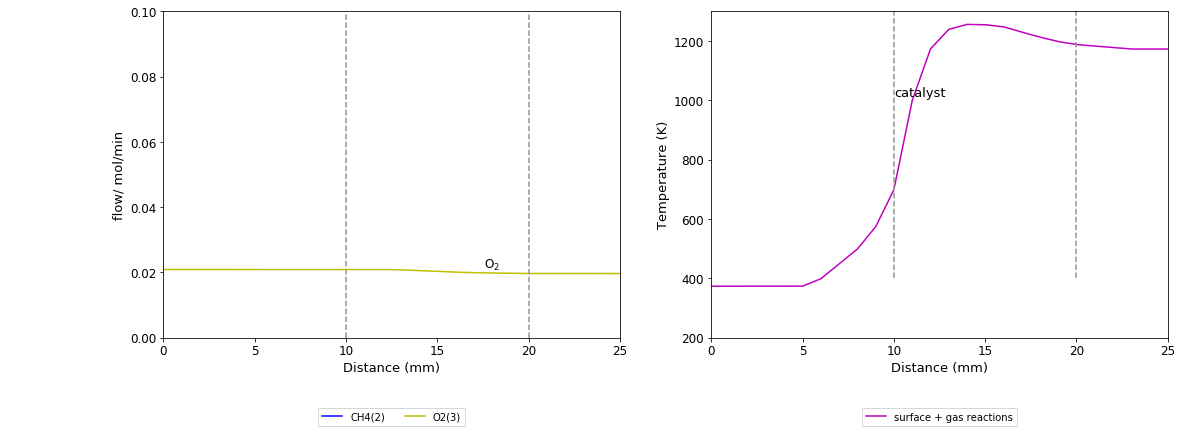 0.10
0.08
0.06
0.04
0.02
0.00
flow/ mol/min
O2
0
5
10
15
20
25
Distance (mm)
CH4(2)
O2(3)
1200
1000
800
600
400
200
Temperature (K)
catalyst
0
5
10
15
20
25
Distance (mm)
surface + gas reactions